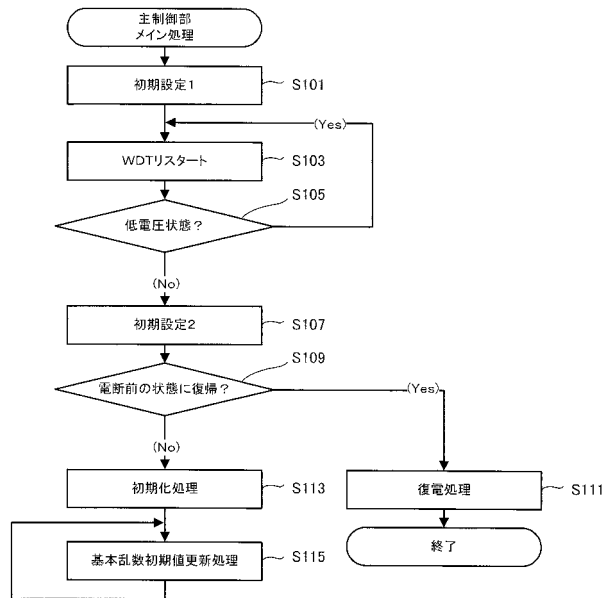 主制御部
メイン処理
初期設定1
S101
(Yes)
WDTリスタート
S103
S105
低電圧状態？
(No)
初期設定2
S107
S109
電断前の状態に復帰？
(Yes)
(No)
初期化処理
S113
復電処理
S111
基本乱数初期値更新処理
S115
終了